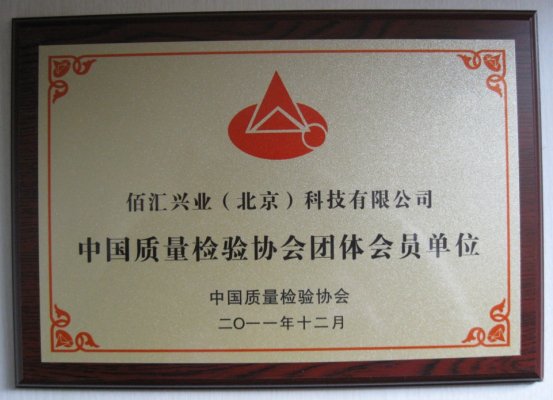 佰汇兴业（北京）科技有限公司
中国质量检验协会团体会员单位
中国质量检验协会
二〇一一年十二月